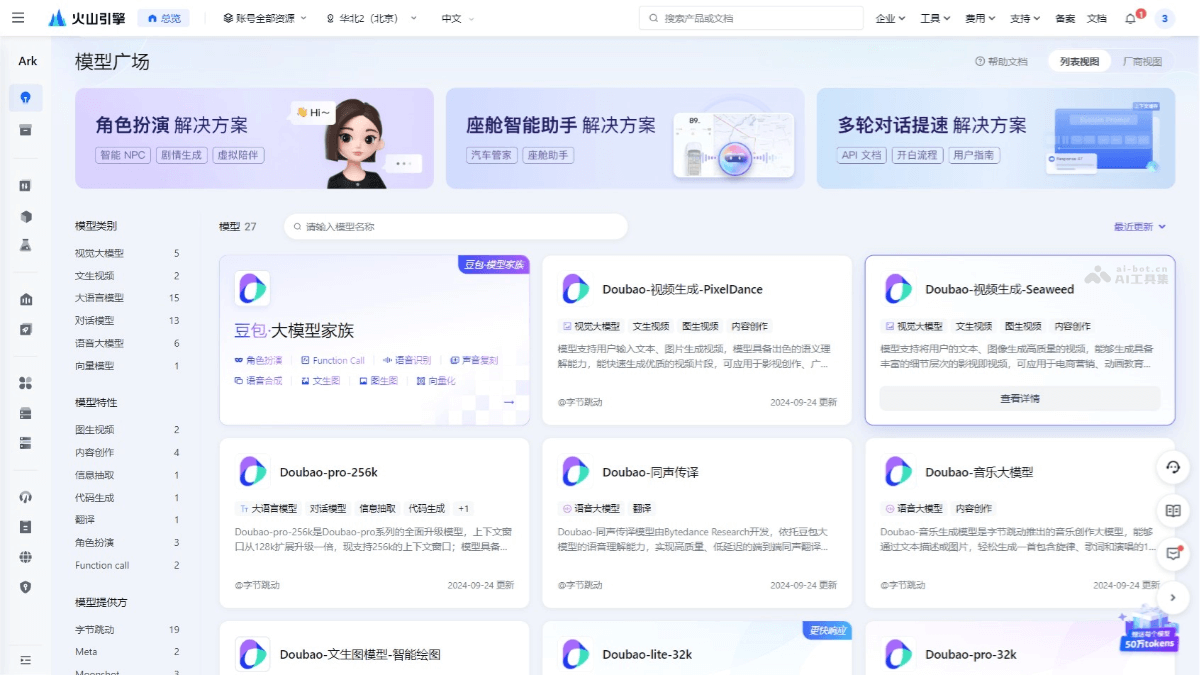 火山引擎
总览
账号全部资源
华北2（北京）
中文
搜索产品或文档
企业
工具
费用
支持
备案
文档
1
3
Ark
模型广场
帮助文档
列表视图
厂商视图
角色扮演 解决方案
智能 NPC
剧情生成
虚拟陪伴
Hi~
座舱智能助手 解决方案
汽车管家
座舱助手
89.
多轮对话提速 解决方案
API 文档
开白流程
用户指南
模型类别
视觉大模型 5
文生视频 2
大语言模型 15
对话模型 13
语音大模型 6
向量模型 1
模型特性
图生视频 2
内容创作 4
信息抽取 1
代码生成 1
翻译 1
角色扮演 3
Function call 2
模型提供方
字节跳动 19
Meta 2
Moonshot 3
模型 27
请输入模型名称
最近更新
豆包·模型家族
豆包·大模型家族
角色扮演
Function Call
语音识别
声音复刻
语音合成
文生图
图生图
向量化
Doubao-视频生成-PixelDance
视觉大模型 文生视频 图生视频 内容创作
模型支持用户输入文本、图片生成视频，模型具备出色的语义理
解能力，能快速生成优质的视频片段，可应用于影视创作、广...
@字节跳动
2024-09-24 更新
Doubao-视频生成-Seaweed
ai-bot.cn
AI工具集
视觉大模型 文生视频 图生视频 内容创作
模型支持将用户的文本、图像生成高质量的视频，能够生成具备
丰富的细节层次的影视即视频，可应用于电商营销、动画教育...
查看详情
Doubao-pro-256k
大语言模型 对话模型 信息抽取 代码生成 +1
Doubao-pro-256k是Doubao-pro系列的全面升级模型，上下文窗
口从128k扩展升级一倍，现支持256k的上下文窗口；模型具备...
@字节跳动
2024-09-24 更新
Doubao-同声传译
语音大模型 翻译
Doubao-同声传译模型由Bytedance Research开发，依托豆包大
模型的语音理解能力，实现高质量、低延迟的端到端同声翻译...
@字节跳动
2024-09-24 更新
Doubao-音乐大模型
语音大模型 内容创作
Doubao-音乐生成模型是字节跳动推出的音乐创作大模型，能够
通过文本描述或图片，轻松生成一首包含旋律、歌词和演唱的1...
@字节跳动
2024-09-24 更新
Doubao-文生图模型-智能绘图
更快响应
Doubao-lite-32k
Doubao-pro-32k
赠送每个模型
50万tokens